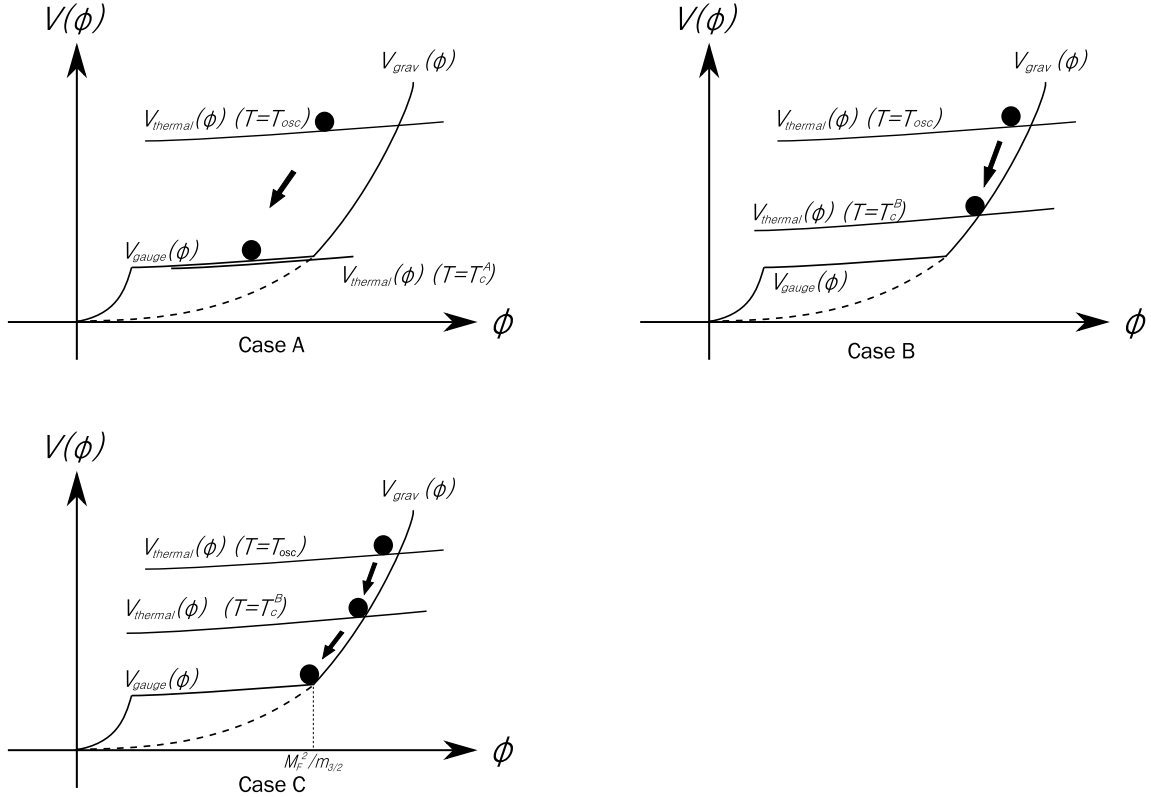 V(ϕ)
V_grav (ϕ)
V_thermal(ϕ) (T=T_osc)
V_gauge(ϕ)
V_thermal(ϕ) (T=T_c^A)
ϕ
Case A
V(ϕ)
V_grav (ϕ)
V_thermal(ϕ) (T=T_osc)
V_thermal(ϕ) (T=T_c^B)
V_gauge(ϕ)
ϕ
Case B
V(ϕ)
V_grav (ϕ)
V_thermal(ϕ) (T=T_osc)
V_thermal(ϕ) (T=T_c^B)
V_gauge(ϕ)
ϕ
M_F^2/m_3/2
Case C